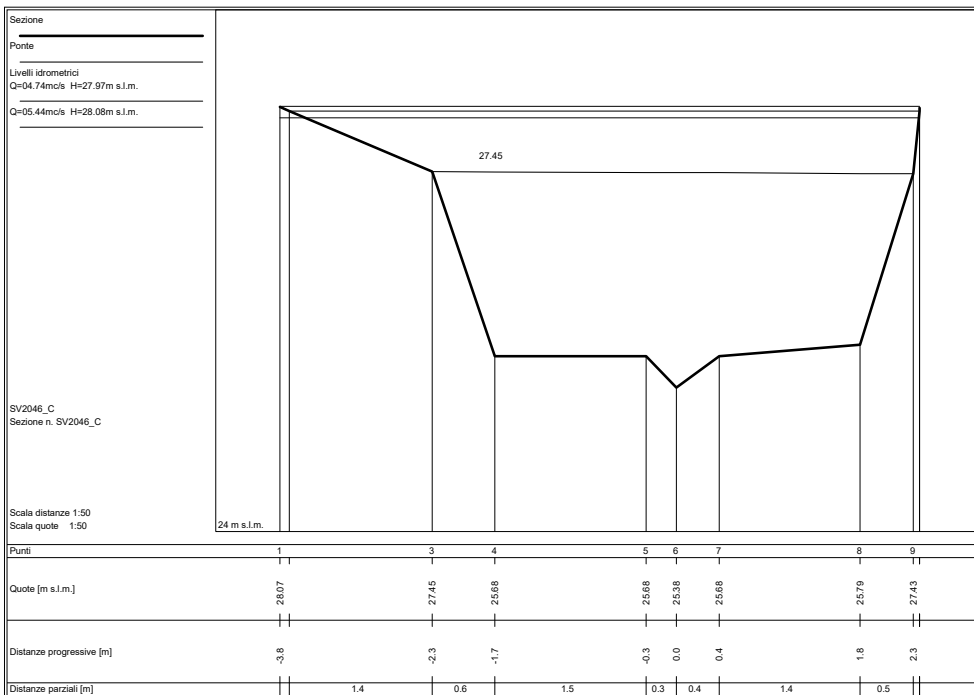 Sezione
Ponte
Livelli idrometrici
Q=04.74mc/s H=27.97m s.l.m.
Q=05.44mc/s H=28.08m s.l.m.
27.45
SV2046_C
Sezione n. SV2046_C
Scala distanze 1:50
Scala quote 1:50
24 m s.l.m.
Punti 1 3 4 5 6 7 8 9
Quote [m s.l.m.] 28.07 27.45 25.68 25.68 25.38 25.68 25.79 27.43
Distanze progressive [m] -3.8 -2.3 -1.7 -0.3 0.0 0.4 1.8 2.3
Distanze parziali [m] 1.4 0.6 1.5 0.3 0.4 1.4 0.5